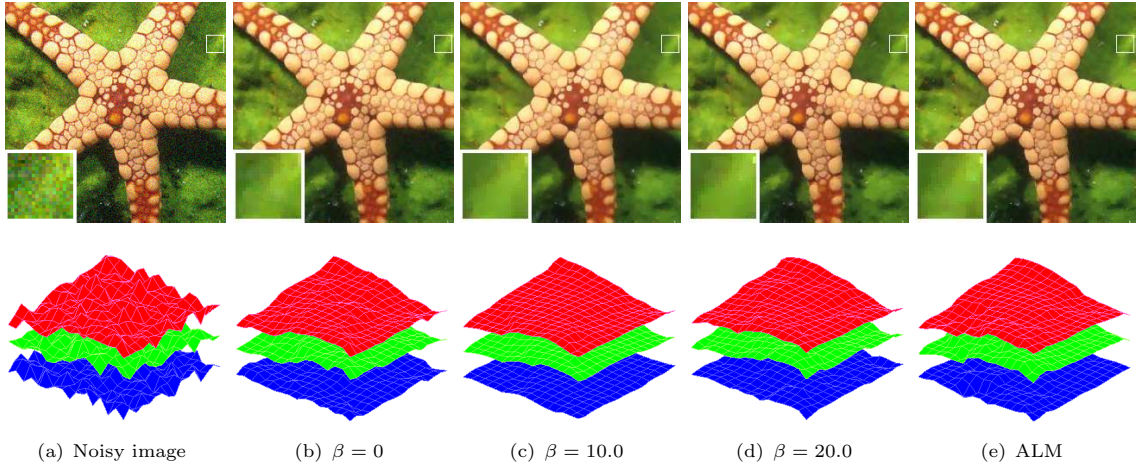 (a) Noisy image
(b) β = 0
(c) β = 10.0
(d) β = 20.0
(e) ALM